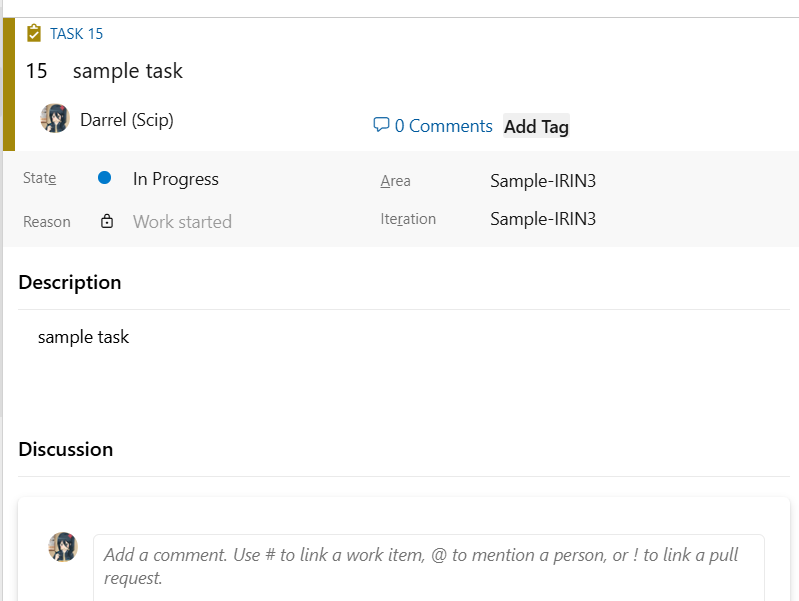 TASK 15
15 sample task
Darrel (Scip)
0 Comments Add Tag
State In Progress
Area Sample-IRIN3
Reason Work started
Iteration Sample-IRIN3
Description
sample task
Discussion
Add a comment. Use # to link a work item, @ to mention a person, or ! to link a pull
request.